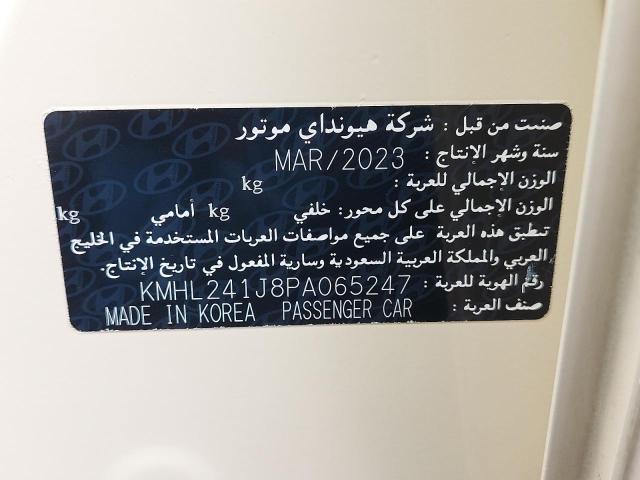 صنعت من قبل : شركة هيونداي موتور
سنة وشهر الإنتاج : MAR/2023
الوزن الإجمالي للعربة : kg
الوزن الإجمالي على كل محور: خلفي kg أمامي kg
تنطبق هذه العربة على جميع مواصفات العربات المستخدمة في الخليج
العربي والمملكة العربية السعودية وسارية المفعول في تاريخ الإنتاج.
رقم الهوية للعربة : KMHL241J8PA065247
صنف العربة : PASSENGER CAR MADE IN KOREA